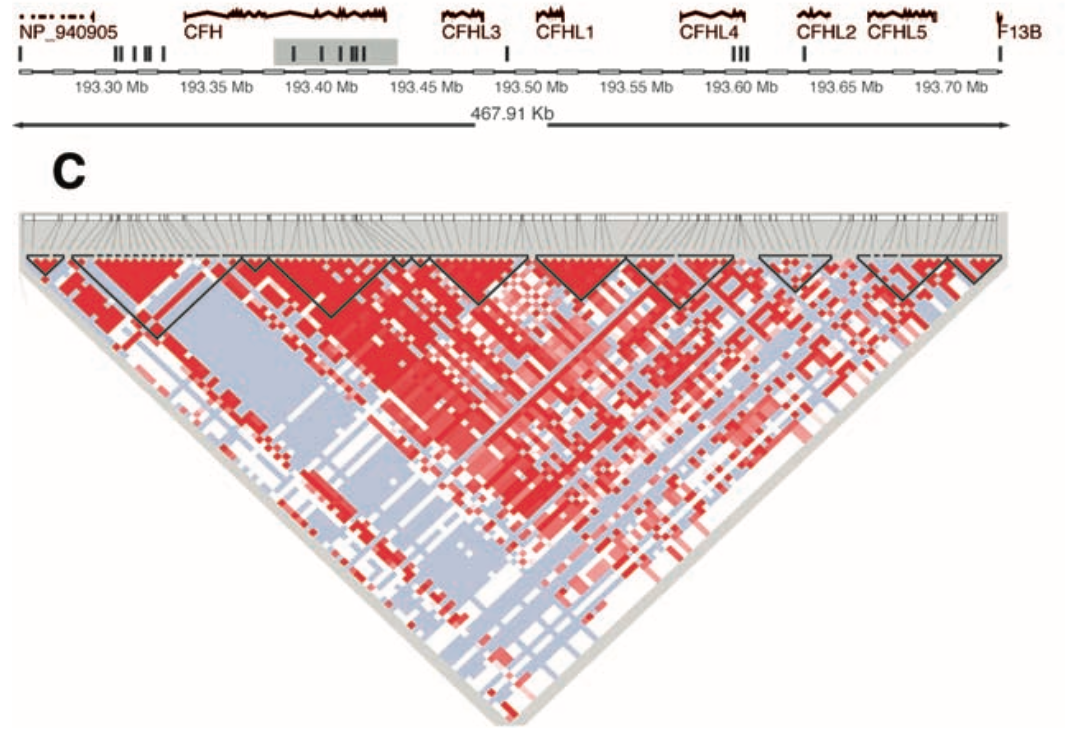 NP_940905 CFH CFHL3 CFHL1 CFHL4 CFHL2 CFHL5 F13B
193.30 Mb 193.35 Mb 193.40 Mb 193.45 Mb 193.50 Mb 193.55 Mb 193.60 Mb 193.65 Mb 193.70 Mb
467.91 Kb
C